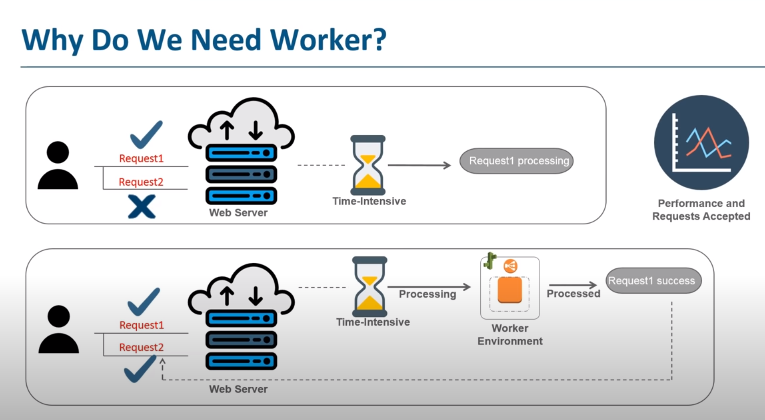 Why Do We Need Worker?
Request1
Request2
Web Server
Time-Intensive
Request1 processing
Performance and
Requests Accepted
Request1
Request2
Web Server
Time-Intensive
Processing
Worker
Environment
Processed
Request1 success